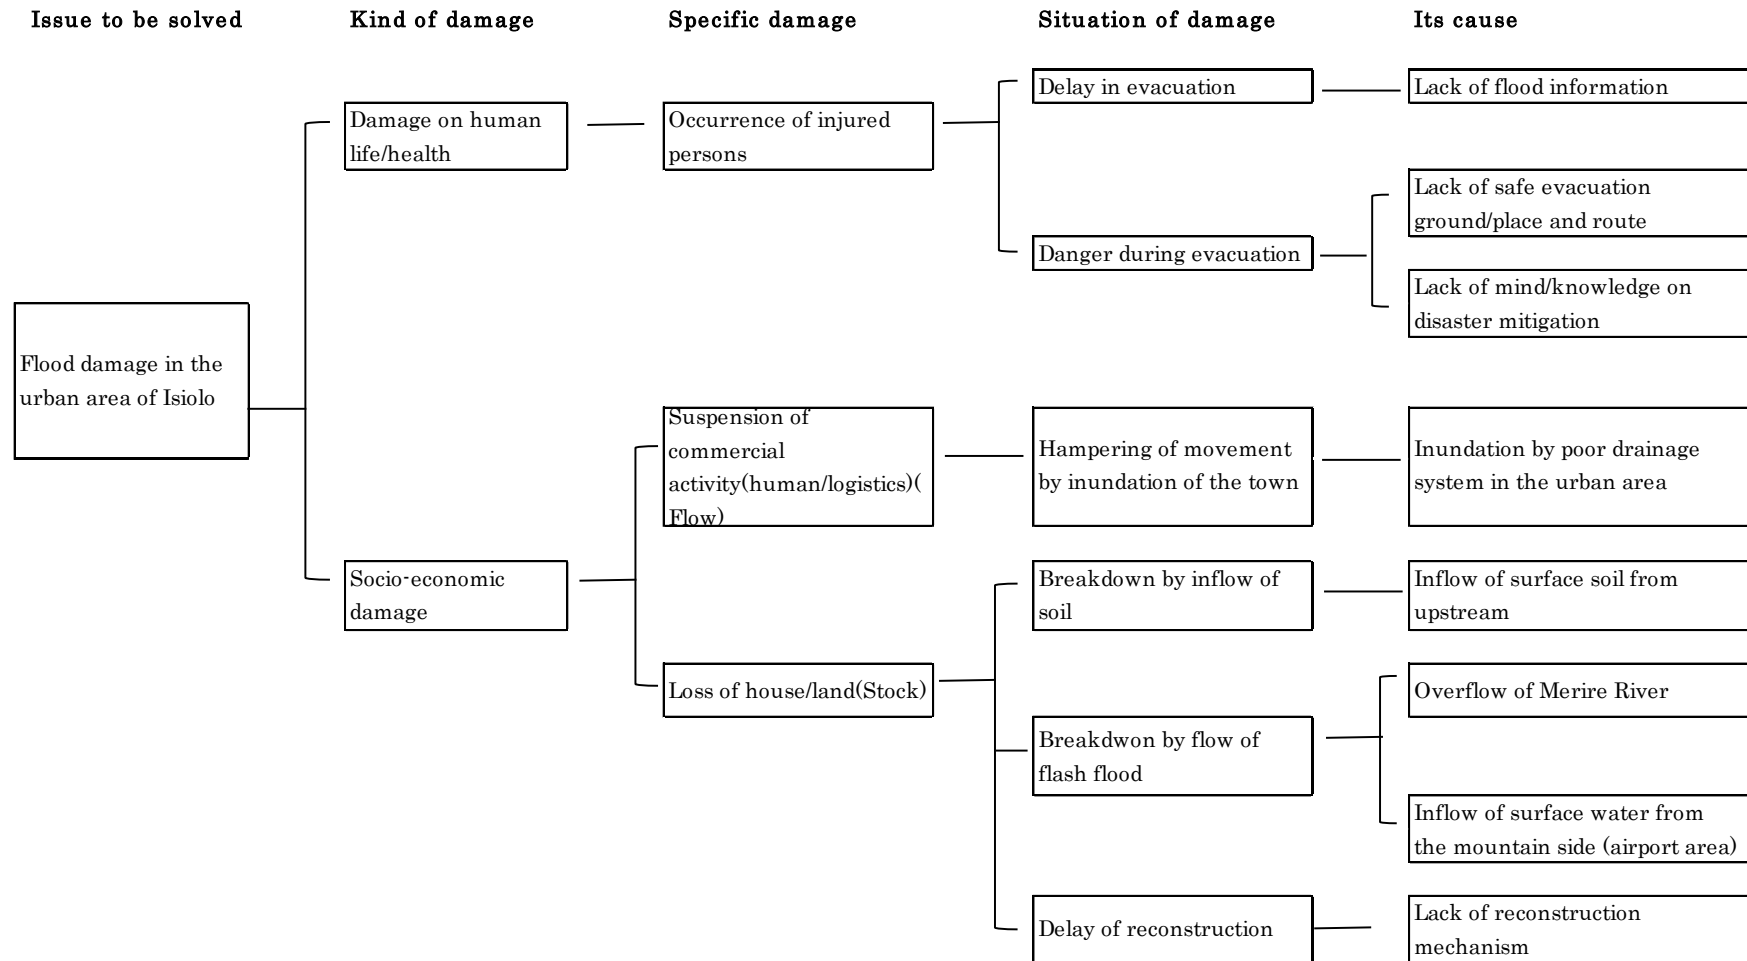 Issue to be solved
Kind of damage
Specific damage
Situation of damage
Its cause
Delay in evacuation
Lack of flood information
Damage on human
life/health
Occurrence of injured
persons
Lack of safe evacuation
ground/place and route
Danger during evacuation
Lack of mind/knowledge on
disaster mitigation
Flood damage in the
urban area of Isiolo
Suspension of
commercial
activity(human/logistics)(
Flow)
Hampering of movement
by inundation of the town
Inundation by poor drainage
system in the urban area
Socio-economic
damage
Breakdown by inflow of
soil
Inflow of surface soil from
upstream
Loss of house/land(Stock)
Overflow of Merire River
Breakdwon by flow of
flash flood
Inflow of surface water from
the mountain side (airport area)
Delay of reconstruction
Lack of reconstruction
mechanism